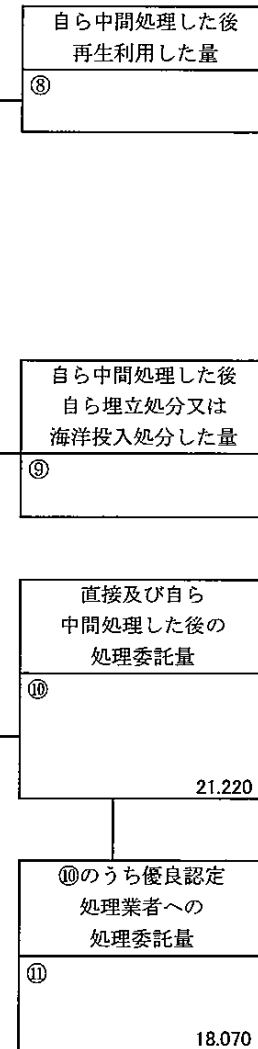 自ら中間処理した後
再生利用した量
⑧
自ら中間処理した後
自ら埋立処分又は
海洋投入処分した量
⑨
直接及び自ら
中間処理した後の
処理委託量
⑩
21.220
⑩のうち優良認定
処理業者への
処理委託量
⑪
18.070